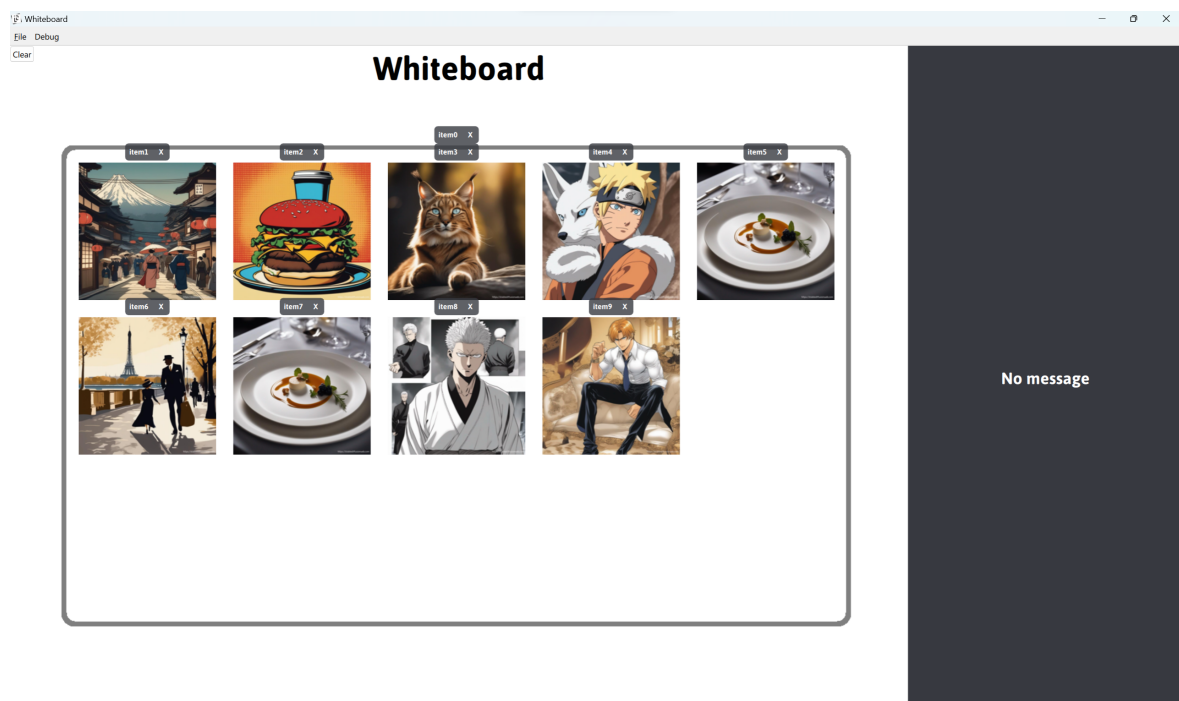 Whiteboard
File Debug
Clear
Whiteboard
item0 X
item1 X
item2 X
item3 X
item4 X
item5 X
item6 X
item7 X
item8 X
item9 X
No message